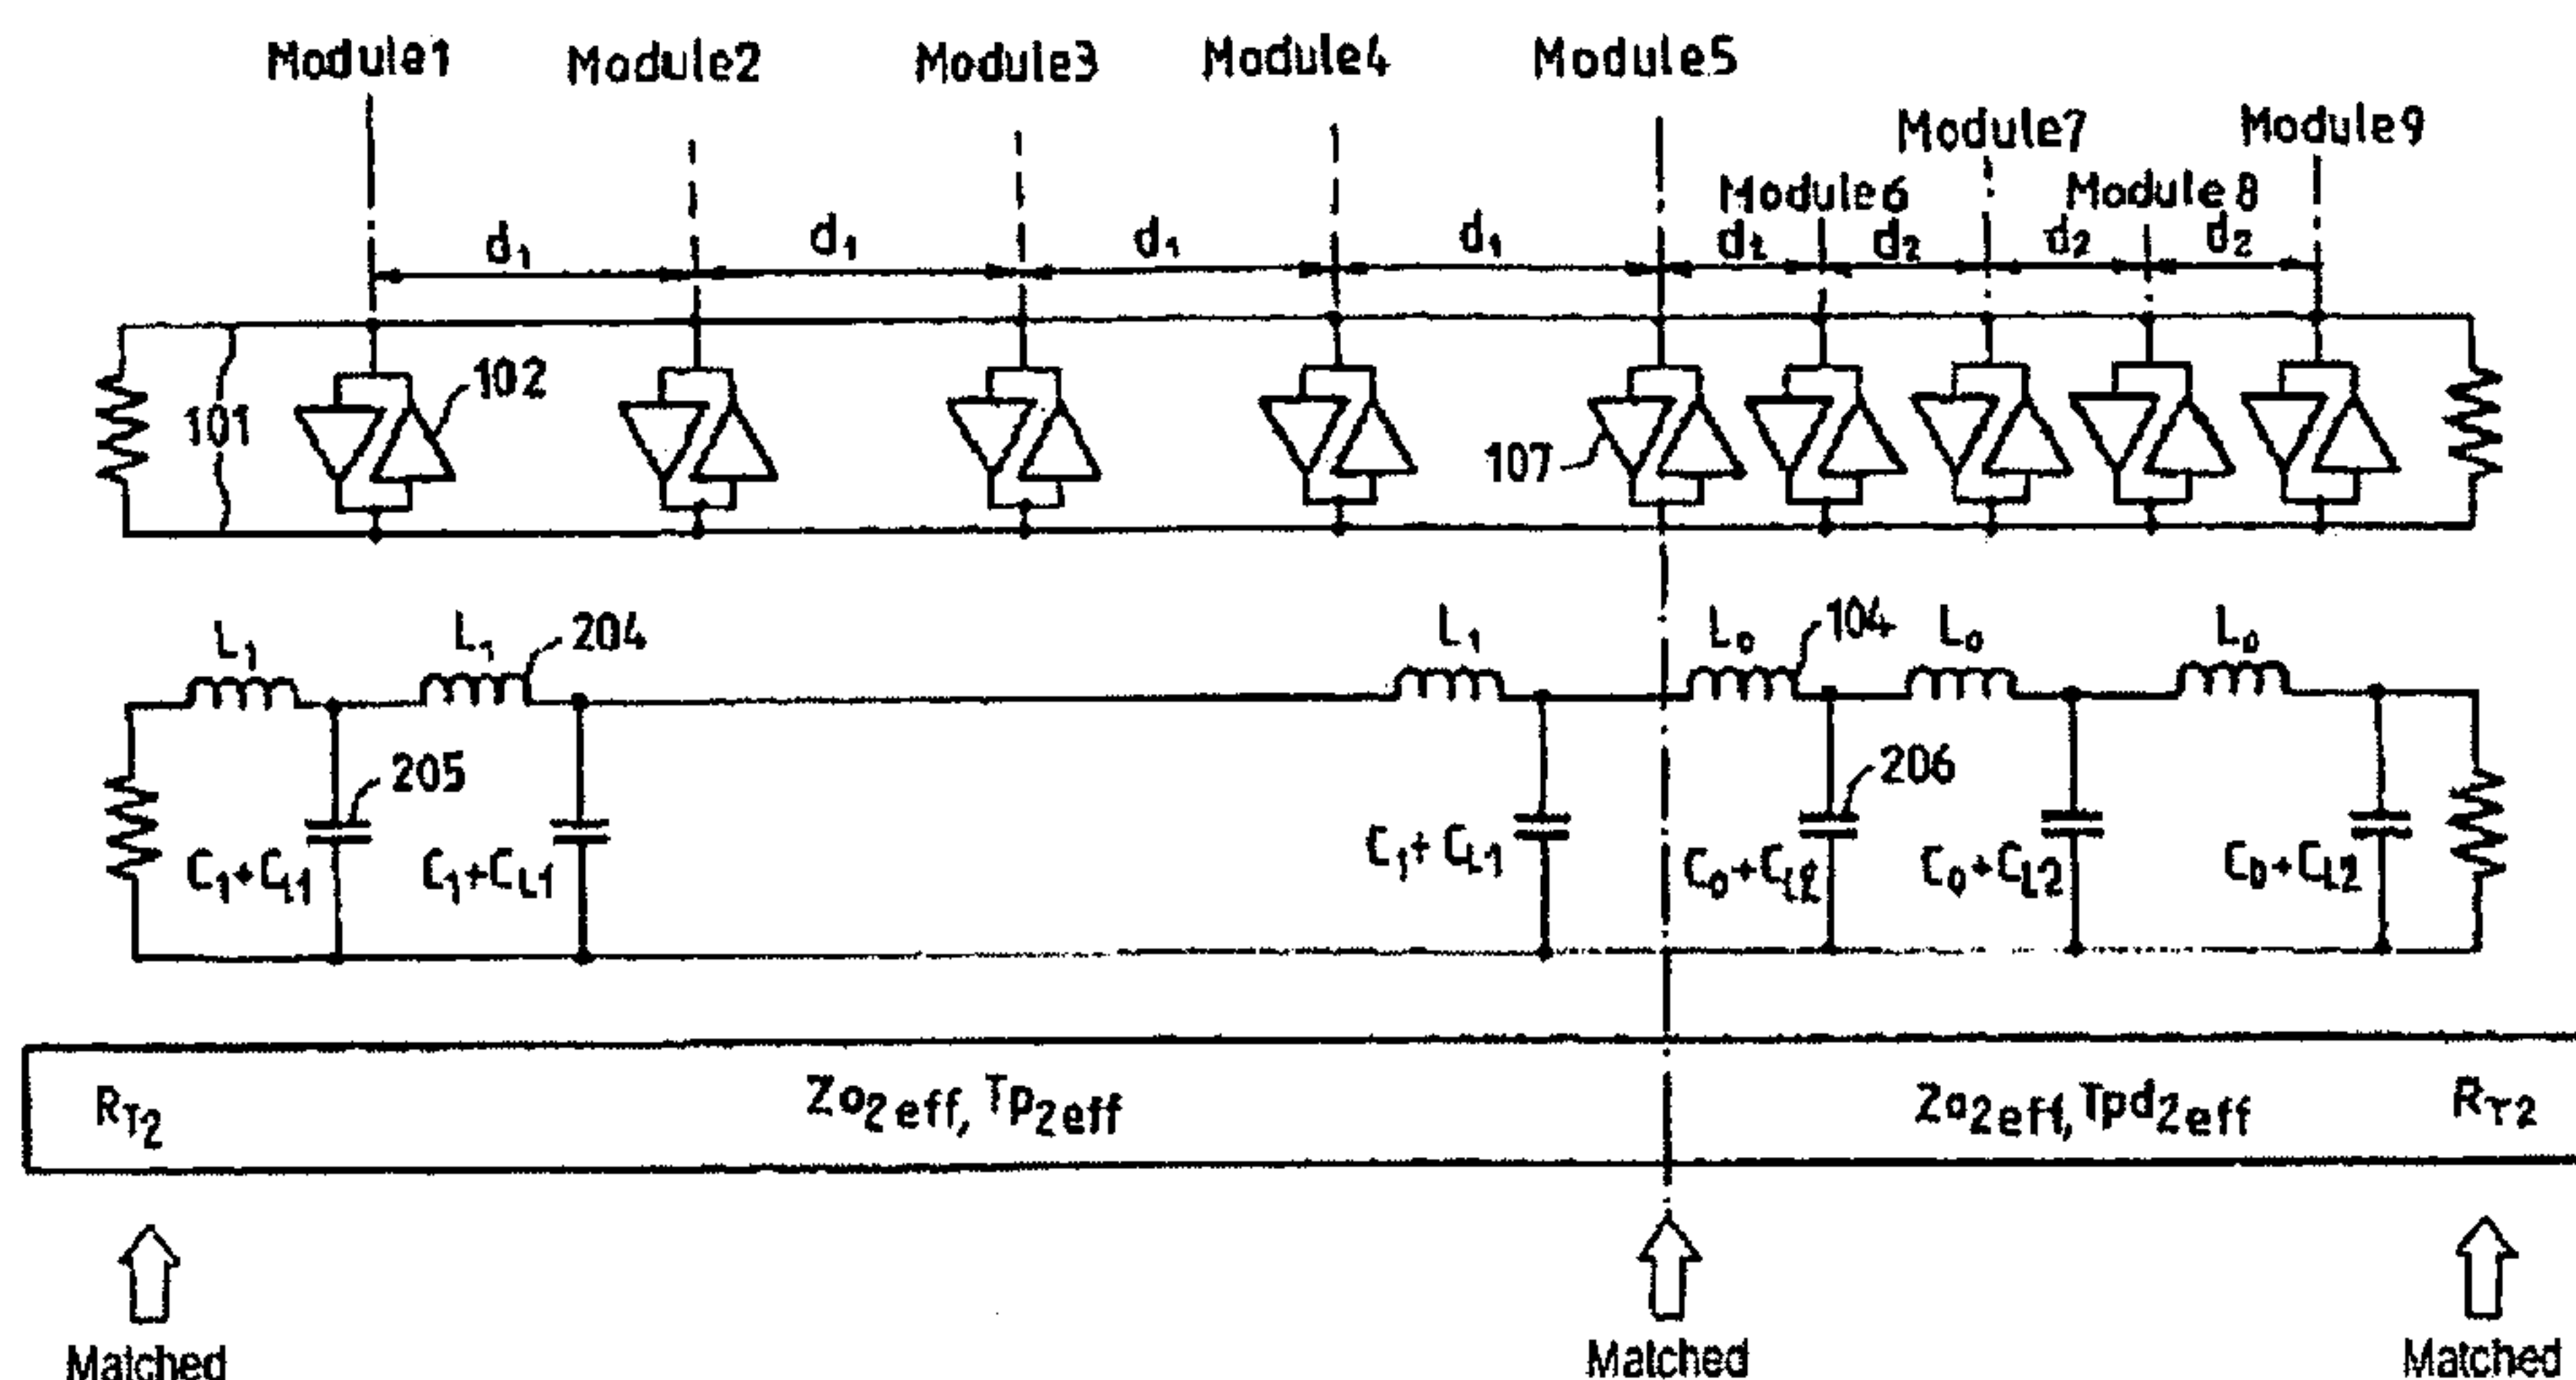 Module1 Module2 Module3 Module4 Module5
Module7 Module9
Module6 Module8
d₁ d₁ d₁ d₁ d₂ d₂ d₂ d₂
101 102 107
L₁ L₁ 204 L₁ L₀ 104 L₀ L₀
205 206
C₁+CL1 C₁+CL1 C₁+CL1 C₀+CL2 C₀+CL2 C₀+CL2
RT2 Zo2eff, Tp2eff Zo2eff, Tpd2eff RT2
Matched Matched Matched